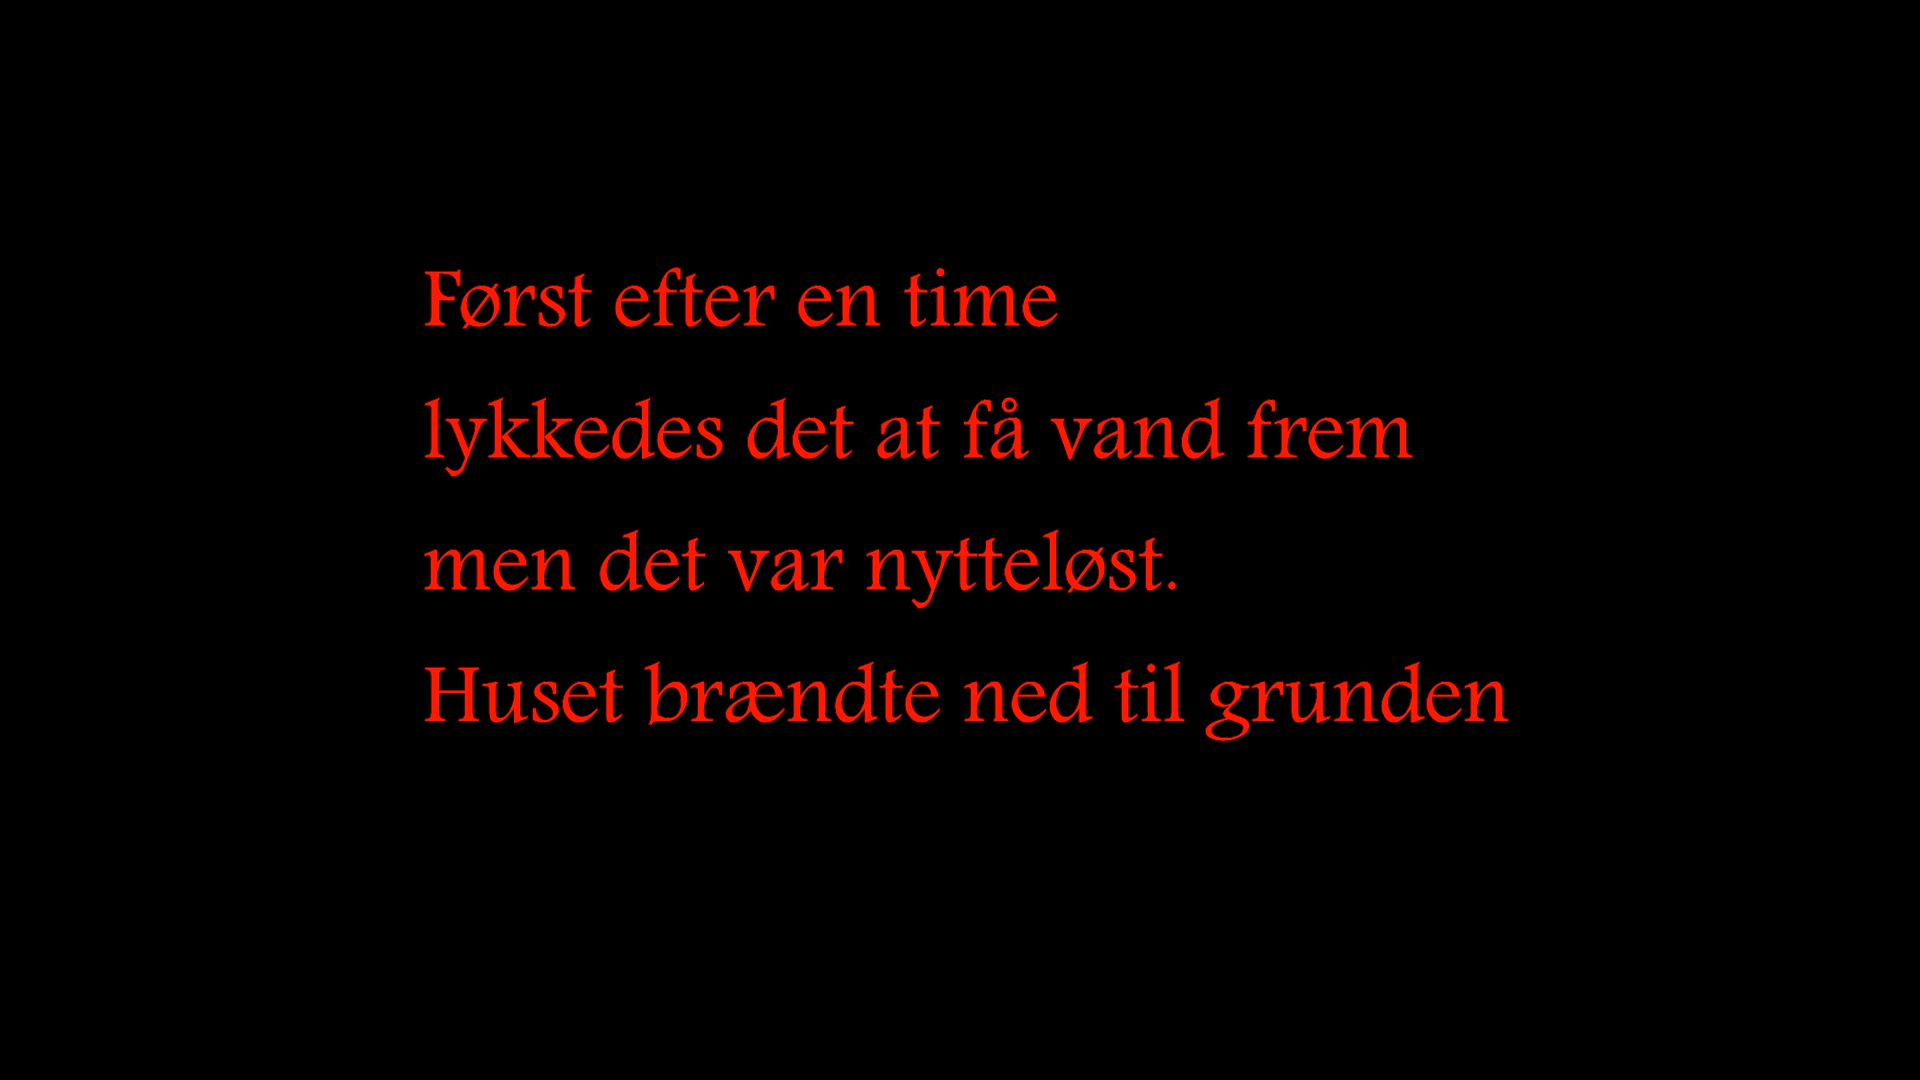 Først efter en time
lykkedes det at få vand frem
men det var nytteløst.
Huset brændte ned til grunden